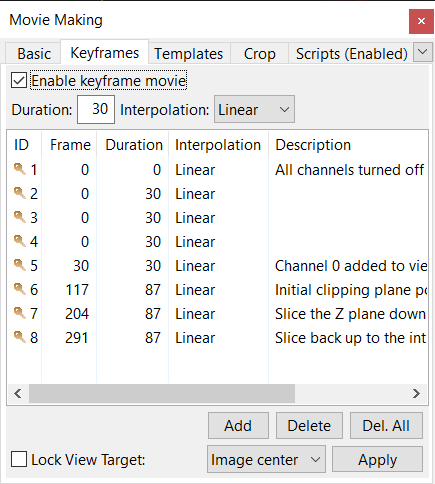 Movie Making
Basic Keyframes Templates Crop Scripts (Enabled)
Enable keyframe movie
Duration: 30 Interpolation: Linear
ID Frame Duration Interpolation Description
1 0 0 Linear All channels turned off
2 0 30 Linear
3 0 30 Linear
4 0 30 Linear
5 30 30 Linear Channel 0 added to vie
6 117 87 Linear Initial clipping plane po
7 204 87 Linear Slice the Z plane down
8 291 87 Linear Slice back up to the int
Add Delete Del. All
Lock View Target: Image center Apply